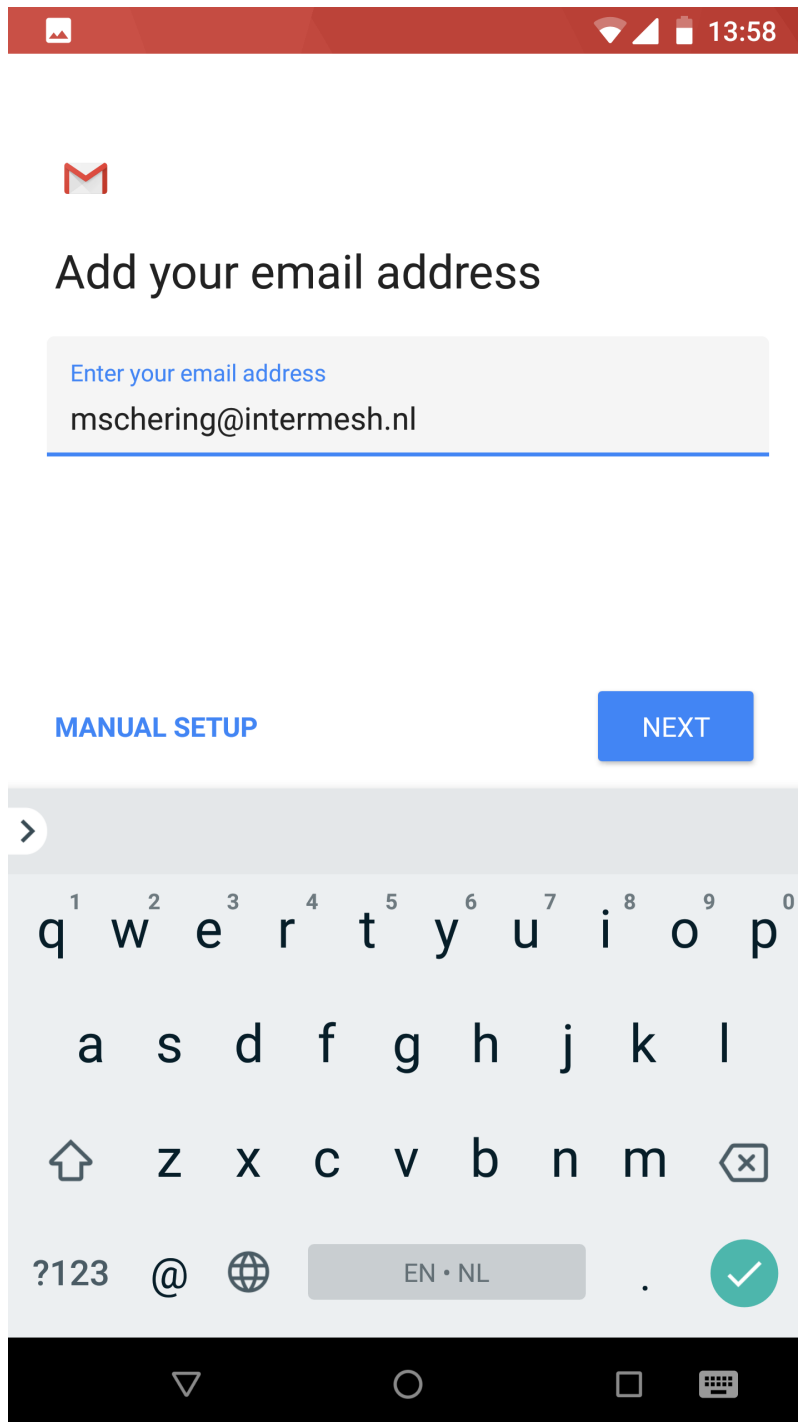 13:58
Add your email address
Enter your email address
mschering@intermesh.nl
MANUAL SETUP NEXT
1 2 3 4 5 6 7 8 9 0
q w e r t y u i o p
a s d f g h j k l
z x c v b n m
?123 @ EN • NL .